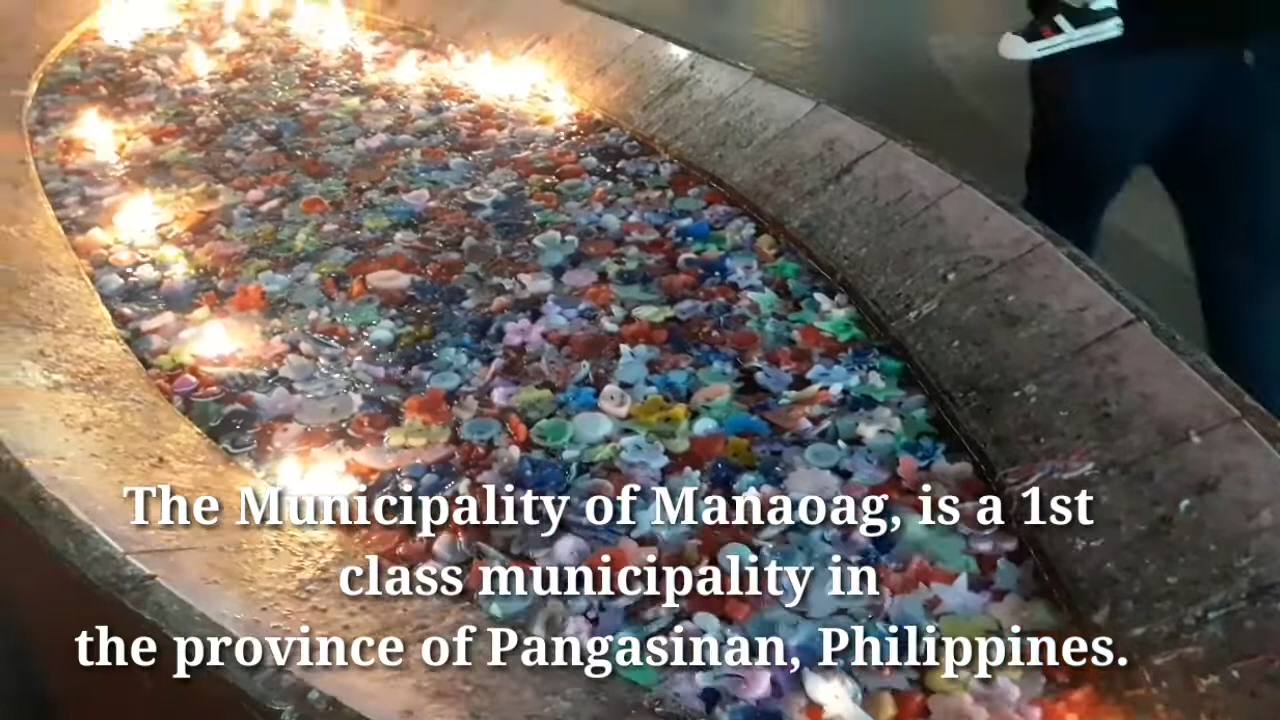 The Municipality of Manaoag, is a 1st
class municipality in
the province of Pangasinan, Philippines.